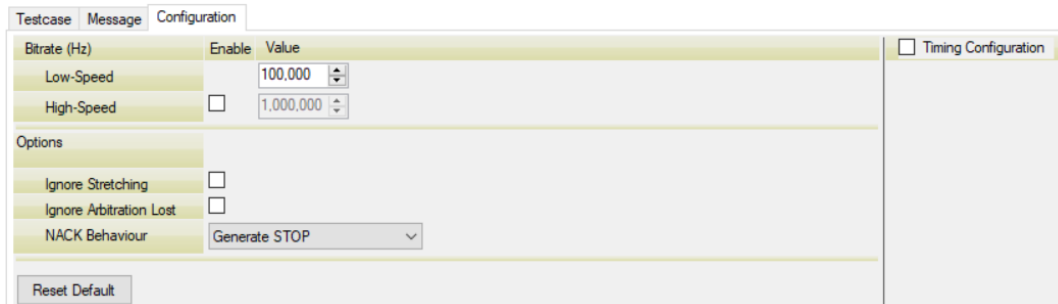 Testcase Message Configuration
Bitrate (Hz) Enable Value Timing Configuration
Low-Speed 100,000
High-Speed 1,000,000
Options
Ignore Stretching
Ignore Arbitration Lost
NACK Behaviour Generate STOP
Reset Default